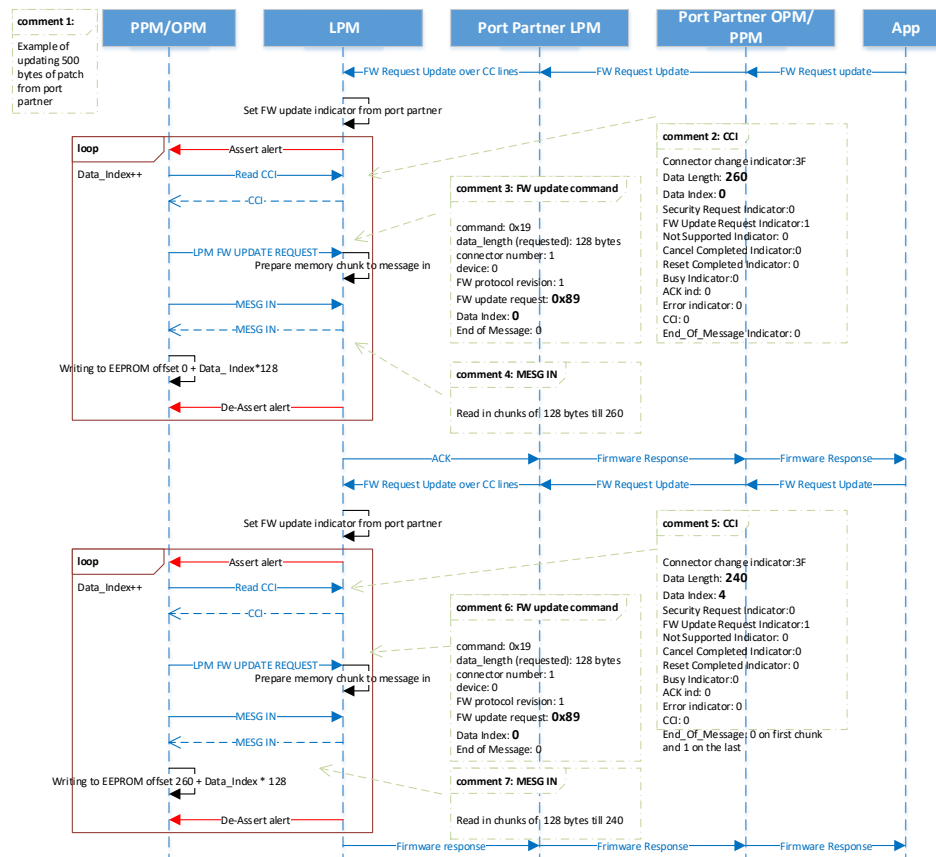 comment 1:
Example of
updating 500
bytes of patch
from port
partner
PPM/OPM
LPM
Port Partner LPM
Port Partner OPM/
PPM
App
FW Request Update over CC lines
FW Request Update
FW Request update
Set FW update indicator from port partner
loop
Data_Index++
Assert alert
Read CCI
CCI
LPM FW UPDATE REQUEST
Prepare memory chunk to message in
MESG IN
MESG IN
Writing to EEPROM offset 0 + Data_ Index*128
De-Assert alert
comment 2: CCI
Connector change indicator:3F
Data Length: 260
Data Index: 0
Security Request Indicator:0
FW Update Request Indicator:1
Not Supported Indicator: 0
Cancel Completed Indicator:0
Reset Completed Indicator: 0
Busy Indicator:0
ACK ind: 0
Error indicator: 0
CCI: 0
End_Of_Message Indicator: 0
comment 3: FW update command
command: 0x19
data_length (requested): 128 bytes
connector number: 1
device: 0
FW protocol revision: 1
FW update request: 0x89
Data Index: 0
End of Message: 0
comment 4: MESG IN
Read in chunks of 128 bytes till 260
ACK
Firmware Response
Firmware Response
FW Request Update over CC lines
FW Request Update
FW Request Update
Set FW update indicator from port partner
loop
Data_Index++
Assert alert
Read CCI
CCI
LPM FW UPDATE REQUEST
Prepare memory chunk to message in
MESG IN
MESG IN
Writing to EEPROM offset 260 + Data_Index * 128
De-Assert alert
comment 5: CCI
Connector change indicator:3F
Data Length: 240
Data Index: 4
Security Request Indicator:0
FW Update Request Indicator:1
Not Supported Indicator: 0
Cancel Completed Indicator:0
Reset Completed Indicator: 0
Busy Indicator:0
ACK ind: 0
Error indicator: 0
CCI: 0
End_Of_Message: 0 on first chunk
and 1 on the last
comment 6: FW update command
command: 0x19
data_length (requested): 128 bytes
connector number: 1
device: 0
FW protocol revision: 1
FW update request: 0x89
Data Index: 0
End of Message: 0
comment 7: MESG IN
Read in chunks of 128 bytes till 240
Firmware response
Firmware Response
Firmware Response